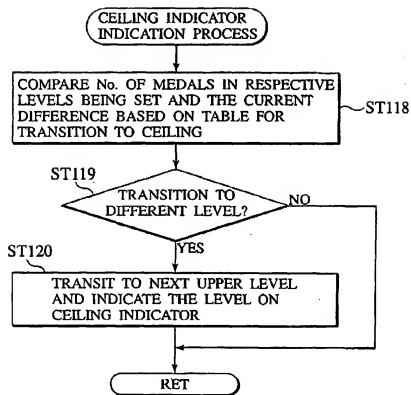 CEILING INDICATOR
INDICATION PROCESS
COMPARE No. OF MEDALS IN RESPECTIVE
LEVELS BEING SET AND THE CURRENT
DIFFERENCE BASED ON TABLE FOR
TRANSITION TO CEILING
ST118
ST119
TRANSITION TO
DIFFERENT LEVEL?
NO
YES
ST120
TRANSIT TO NEXT UPPER LEVEL
AND INDICATE THE LEVEL ON
CEILING INDICATOR
RET